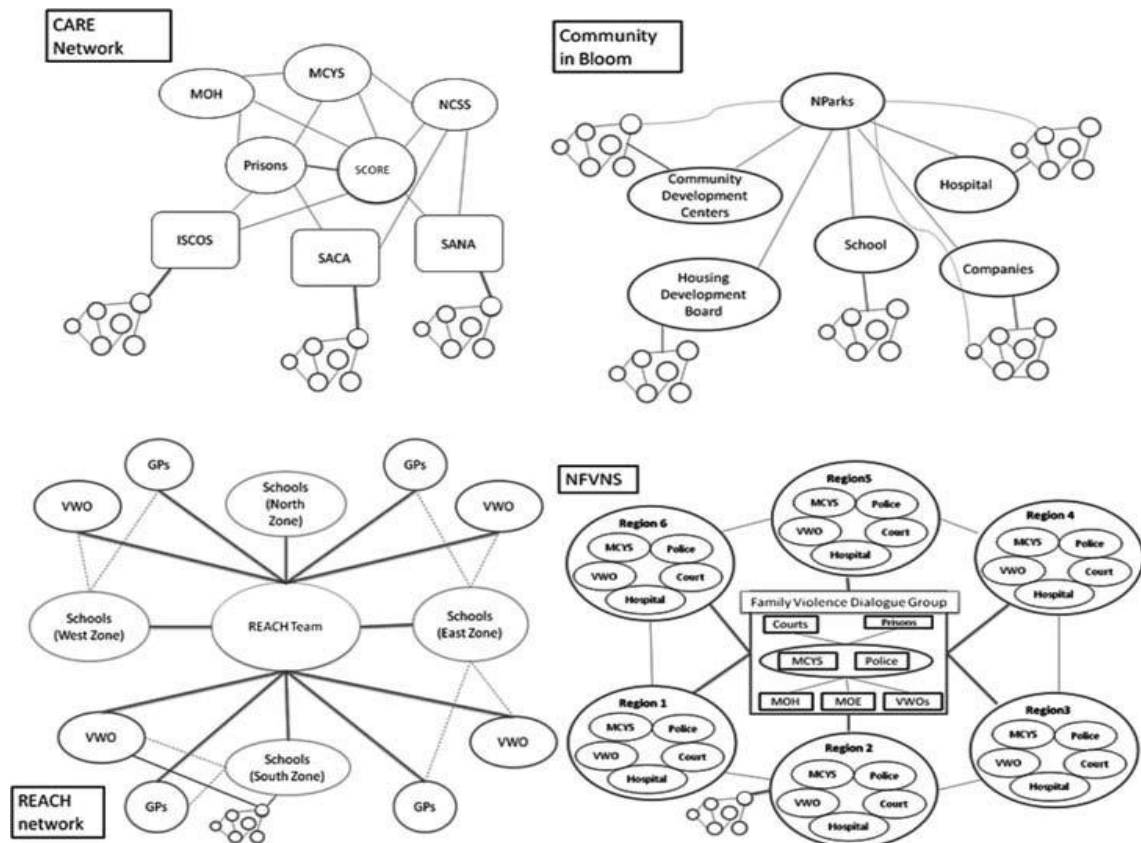 CARE
Network
MCYS
MOH
NCSS
Prisons
SCORE
ISCOS
SACA
SANA
Community
in Bloom
NParks
Community
Development
Centers
Hospital
School
Companies
Housing
Development
Board
GPs
GPs
VWO
Schools
(North
Zone)
VWO
Schools
(West Zone)
REACH Team
Schools
(East Zone)
VWO
Schools
(South Zone)
VWO
GPs
GPs
REACH
network
NFVNS
Region5
MCYS
Police
VWO
Court
Hospital
Region 6
MCYS
Police
VWO
Court
Hospital
Region 4
MCYS
Police
VWO
Court
Hospital
Family Violence Dialogue Group
Courts
Prisons
MCYS
Police
MOH
MOE
VWOs
Region 1
MCYS
Police
VWO
Court
Hospital
Region 2
MCYS
Police
VWO
Court
Hospital
Region3
MCYS
Police
VWO
Court
Hospital